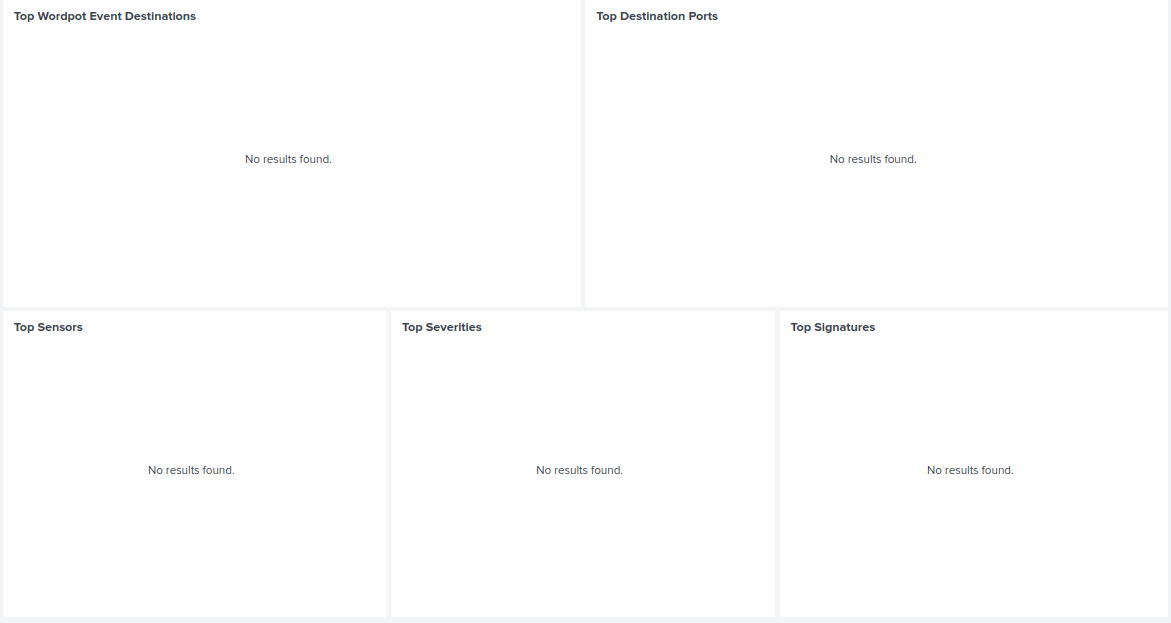 Top Wordpot Event Destinations
Top Destination Ports
No results found.
No results found.
Top Sensors
Top Severities
Top Signatures
No results found.
No results found.
No results found.